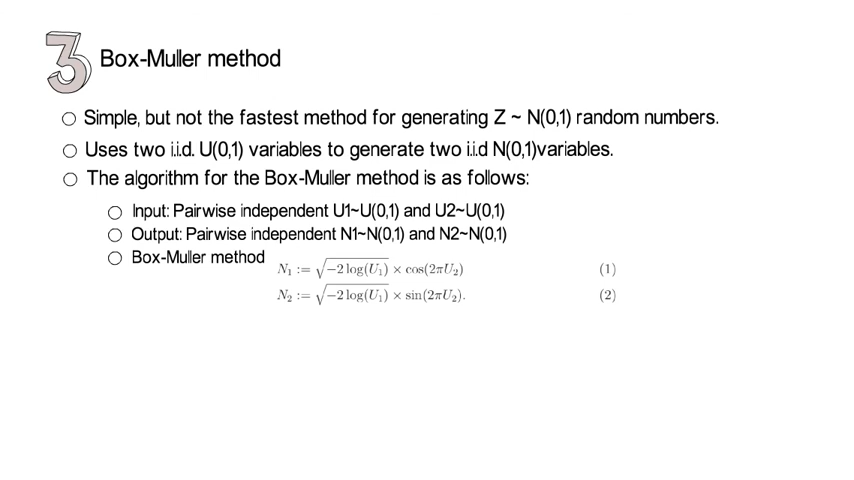 3 Box-Muller method
Simple, but not the fastest method for generating Z ~ N(0,1) random numbers.
Uses two i.i.d. U(0,1) variables to generate two i.i.d N(0,1)variables.
The algorithm for the Box-Muller method is as follows:
Input: Pairwise independent U1~U(0,1) and U2~U(0,1)
Output: Pairwise independent N1~N(0,1) and N2~N(0,1)
Box-Muller method
N₁ := √(−2 log(U₁)) × cos(2πU₂) (1)
N₂ := √(−2 log(U₁)) × sin(2πU₂). (2)